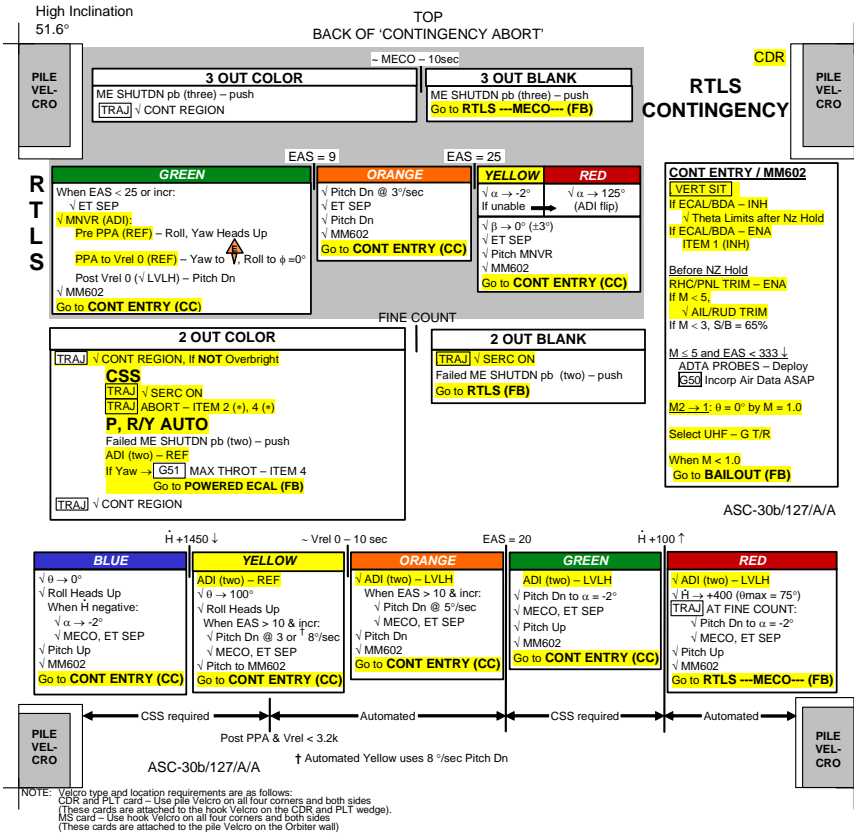 High Inclination
51.6°
TOP
BACK OF 'CONTINGENCY ABORT'
CDR
PILE
VEL-
CRO
PILE
VEL-
CRO
RTLS
CONTINGENCY
~ MECO – 10sec
3 OUT COLOR
ME SHUTDN pb (three) – push
TRAJ √ CONT REGION
3 OUT BLANK
ME SHUTDN pb (three) – push
Go to RTLS ---MECO--- (FB)
R
T
L
S
EAS = 9
EAS = 25
GREEN
When EAS < 25 or incr:
√ ET SEP
√ MNVR (ADI):
Pre PPA (REF) – Roll, Yaw Heads Up
PPA to Vrel 0 (REF) – Yaw to E, Roll to ϕ =0°
Post Vrel 0 (√ LVLH) – Pitch Dn
√ MM602
Go to CONT ENTRY (CC)
ORANGE
√ Pitch Dn @ 3°/sec
√ ET SEP
√ Pitch Dn
√ MM602
Go to CONT ENTRY (CC)
YELLOW
√ α → -2°
If unable
RED
√ α → 125°
(ADI flip)
√ β → 0° (±3°)
√ ET SEP
√ Pitch MNVR
√ MM602
Go to CONT ENTRY (CC)
CONT ENTRY / MM602
VERT SIT
If ECAL/BDA – INH
√ Theta Limits after Nz Hold
If ECAL/BDA – ENA
ITEM 1 (INH)
Before NZ Hold
RHC/PNL TRIM – ENA
If M < 5,
√ AIL/RUD TRIM
If M < 3, S/B = 65%
M ≤ 5 and EAS < 333 ↓
ADTA PROBES – Deploy
G50 Incorp Air Data ASAP
M2 → 1: θ = 0° by M = 1.0
Select UHF – G T/R
When M < 1.0
Go to BAILOUT (FB)
FINE COUNT
2 OUT COLOR
TRAJ √ CONT REGION, If NOT Overbright
CSS
TRAJ √ SERC ON
TRAJ ABORT – ITEM 2 (*), 4 (*)
P, R/Y AUTO
Failed ME SHUTDN pb (two) – push
ADI (two) – REF
If Yaw → G51 MAX THROT – ITEM 4
Go to POWERED ECAL (FB)
TRAJ √ CONT REGION
2 OUT BLANK
TRAJ √ SERC ON
Failed ME SHUTDN pb (two) – push
Go to RTLS (FB)
ASC-30b/127/A/A
Ḣ +1450 ↓
~ Vrel 0 – 10 sec
EAS = 20
Ḣ +100 ↑
BLUE
√ θ → 0°
√ Roll Heads Up
When Ḣ negative:
√ α → -2°
√ MECO, ET SEP
√ Pitch Up
√ MM602
Go to CONT ENTRY (CC)
YELLOW
ADI (two) – REF
√ θ → 100°
√ Roll Heads Up
When EAS > 10 & incr:
√ Pitch Dn @ 3 or † 8°/sec
√ MECO, ET SEP
√ Pitch to MM602
Go to CONT ENTRY (CC)
ORANGE
√ ADI (two) – LVLH
When EAS > 10 & incr:
√ Pitch Dn @ 5°/sec
√ MECO, ET SEP
√ Pitch Dn
√ MM602
Go to CONT ENTRY (CC)
GREEN
ADI (two) – LVLH
√ Pitch Dn to α = -2°
√ MECO, ET SEP
√ Pitch Up
√ MM602
Go to CONT ENTRY (CC)
RED
√ ADI (two) – LVLH
√ Ḣ → +400 (θmax = 75°)
TRAJ AT FINE COUNT:
√ Pitch Dn to α = -2°
√ MECO, ET SEP
√ Pitch Up
√ MM602
Go to RTLS ---MECO--- (FB)
PILE
VEL-
CRO
CSS required
Automated
CSS required
Automated
PILE
VEL-
CRO
Post PPA & Vrel < 3.2k
ASC-30b/127/A/A
† Automated Yellow uses 8 °/sec Pitch Dn
NOTE: Velcro type and location requirements are as follows:
CDR and PLT card – Use pile Velcro on all four corners and both sides
(These cards are attached to the hook Velcro on the CDR and PLT wedge).
MS card – Use hook Velcro on all four corners and both sides
(These cards are attached to the pile Velcro on the Orbiter wall)